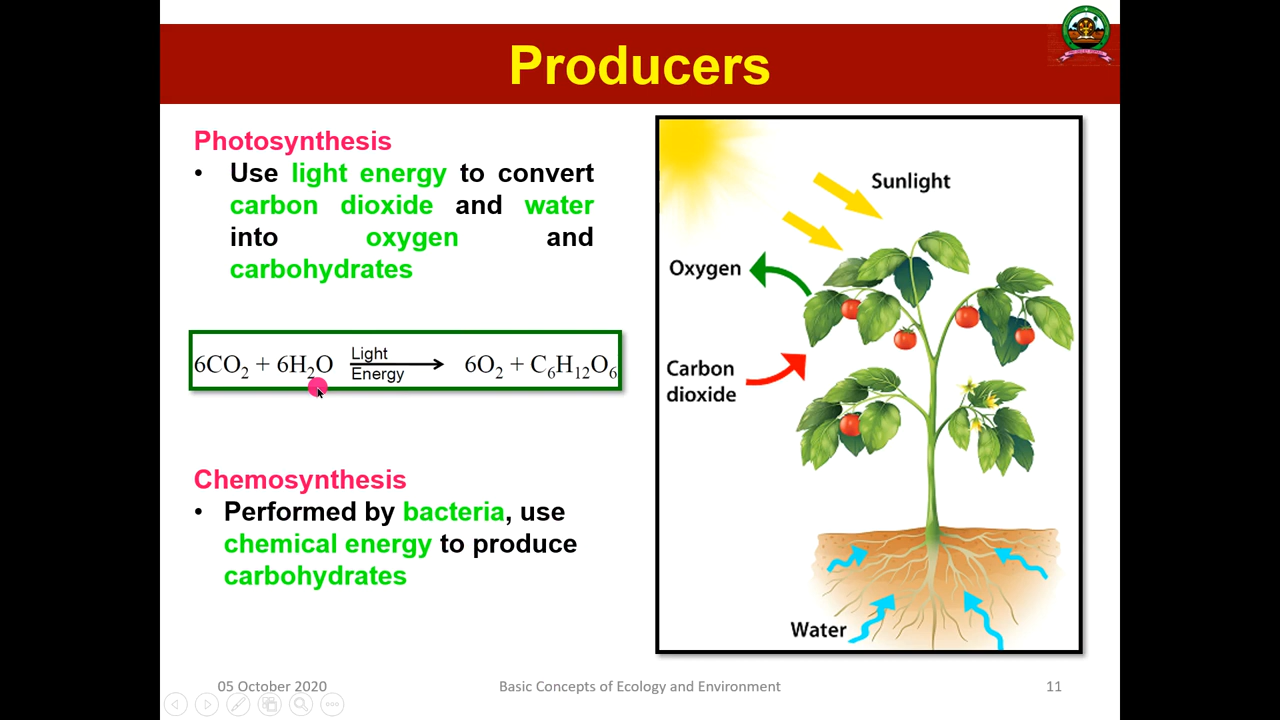 Producers
Photosynthesis
• Use light energy to convert
carbon dioxide and water
into oxygen and
carbohydrates
6CO₂ + 6H₂O Light Energy → 6O₂ + C₆H₁₂O₆
Chemosynthesis
• Performed by bacteria, use
chemical energy to produce
carbohydrates
Sunlight
Oxygen
Carbon
dioxide
Water
05 October 2020
Basic Concepts of Ecology and Environment
11